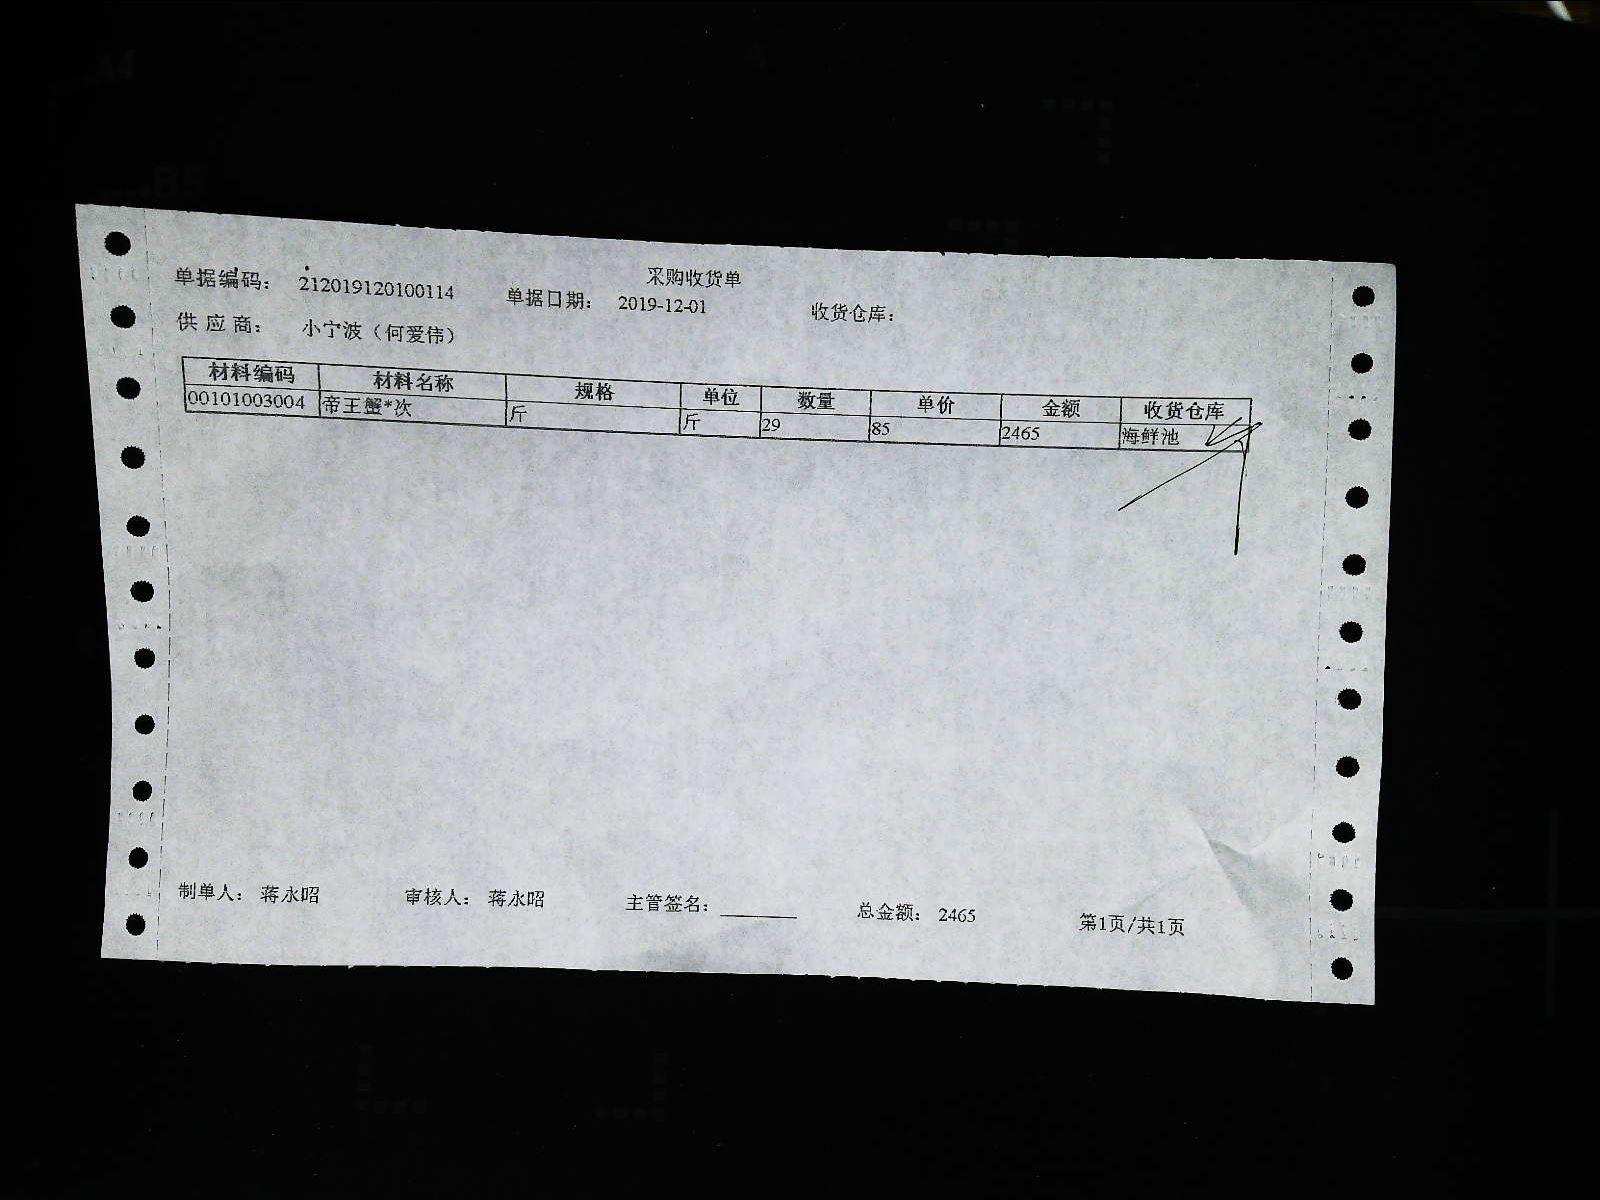 采购收货单
单据编码： 212019120100114 单据日期： 2019-12-01 收货仓库：
供 应 商： 小宁波（何爱伟）
材料编码 材料名称 规格 单位 数量 单价 金额 收货仓库
00101003004 帝王蟹*次 斤 斤 29 85 2465 海鲜池
制单人： 蒋永昭 审核人： 蒋永昭 主管签名： 总金额： 2465 第1页/共1页